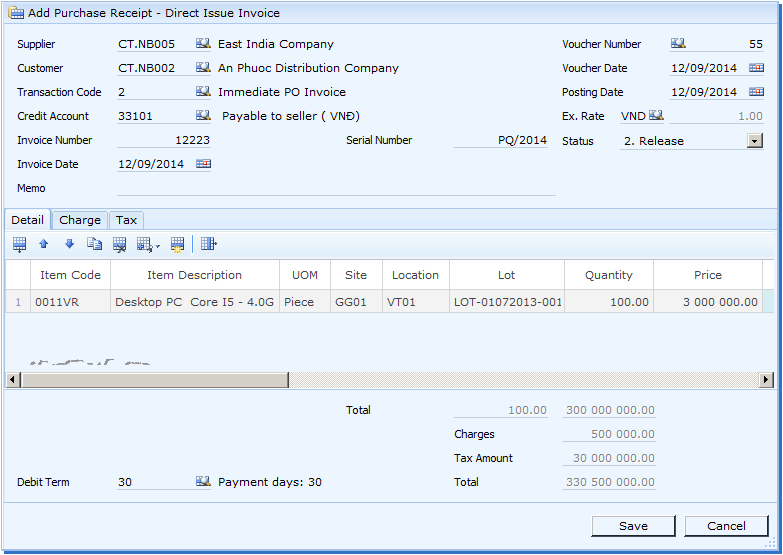 Add Purchase Receipt - Direct Issue Invoice
Supplier CT.NB005 East India Company Voucher Number 55
Customer CT.NB002 An Phuoc Distribution Company Voucher Date 12/09/2014
Transaction Code 2 Immediate PO Invoice Posting Date 12/09/2014
Credit Account 33101 Payable to seller ( VNĐ) Ex. Rate VND 1.00
Invoice Number 12223 Serial Number PQ/2014 Status 2. Release
Invoice Date 12/09/2014
Memo
Detail Charge Tax
Item Code Item Description UOM Site Location Lot Quantity Price
1 0011VR Desktop PC Core I5 - 4.0G Piece GG01 VT01 LOT-01072013-001 100.00 3 000 000.00
Total 100.00 300 000 000.00
Charges 500 000.00
Tax Amount 30 000 000.00
Debit Term 30 Payment days: 30 Total 330 500 000.00
Save Cancel